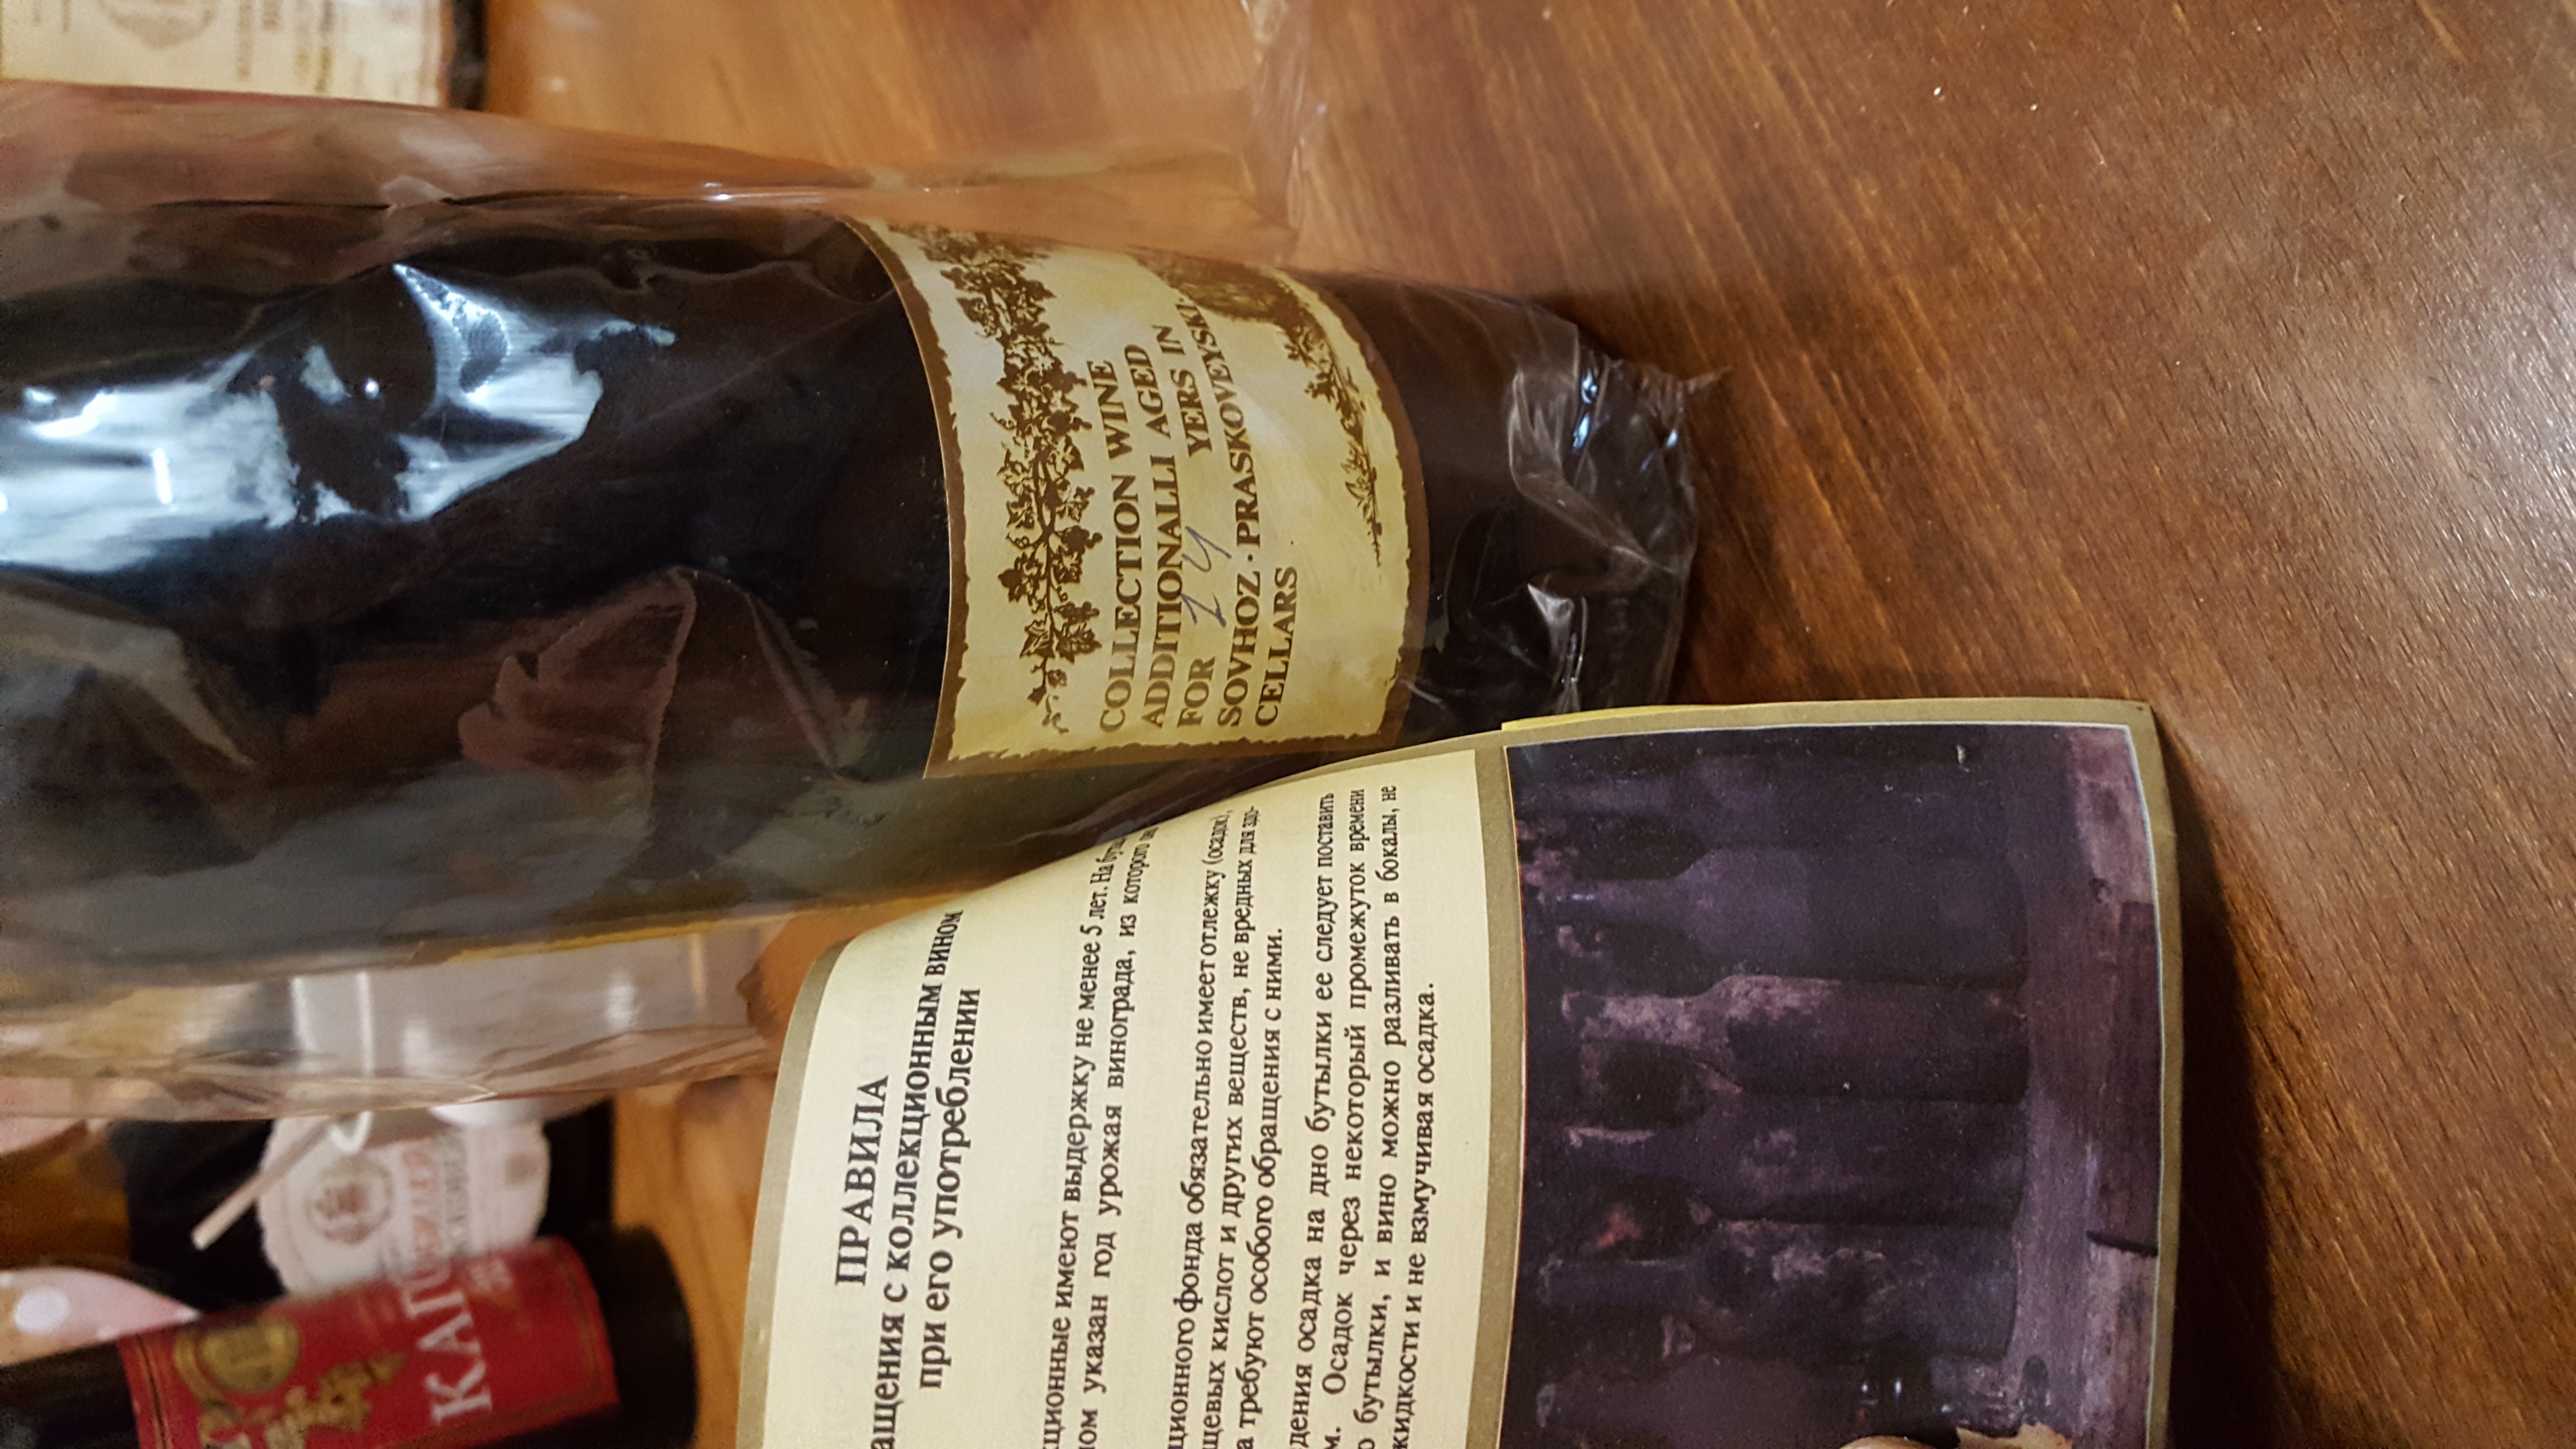 COLLECTION WINE
ADDITIONALLI AGED
FOR 14 YERS IN
SOVHOZ · PRASKOVEYSKI
CELLARS
ПРАВИЛА
ащения с коллекционным вином
при его употреблении
ционные имеют выдержку не менее 5 лет. На
ом указан год урожая винограда, из которого
ционного фонда обязательно имеет отлежку (осадок),
щевых кислот и других веществ, не вредных для здо-
а требуют особого обращения с ними.
дения осадка на дно бутылки ее следует поставить
м. Осадок через некоторый промежуток времени
о бутылки, и вино можно разливать в бокалы, не
жидкости и не взмучивая осадка.